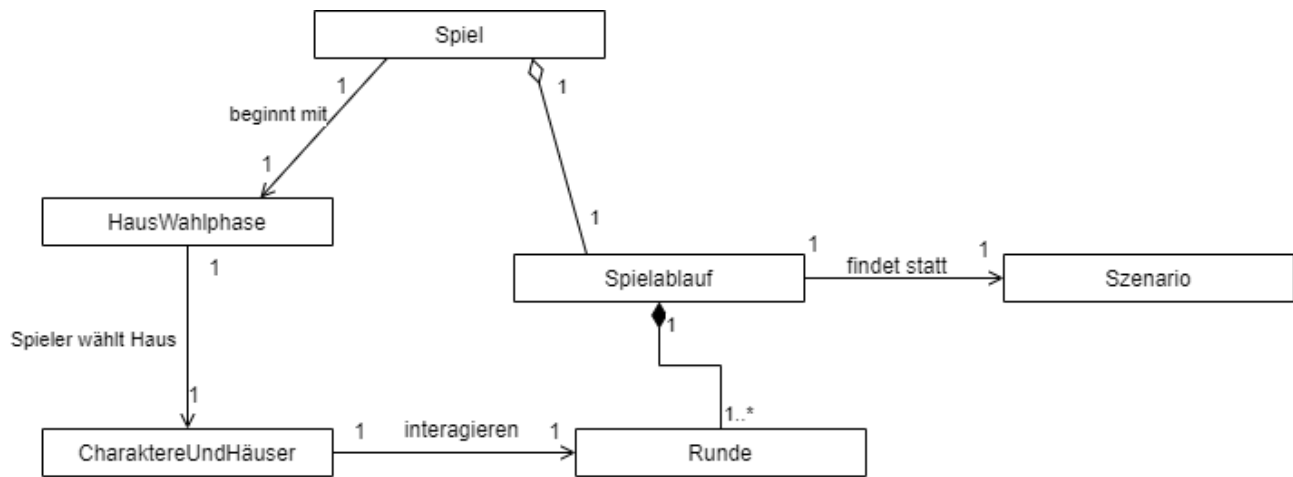 Spiel
1
1
beginnt mit
1
HausWahlphase
1
1
Spielablauf
1
findet statt
1
Szenario
1
Spieler wählt Haus
1
1..*
CharaktereUndHäuser
1
interagieren
1
Runde